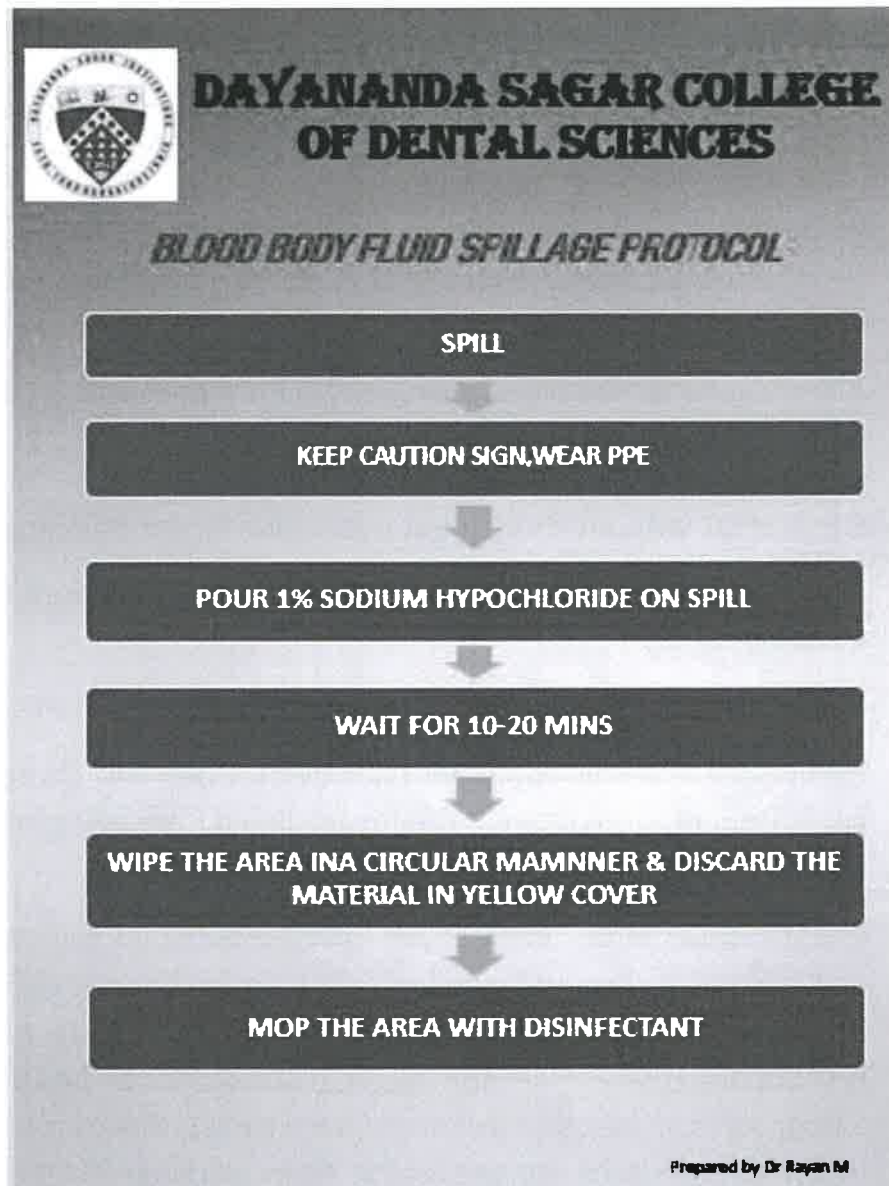 DAYANANDA SAGAR COLLEGE
OF DENTAL SCIENCES
BLOOD BODY FLUID SPILLAGE PROTOCOL
SPILL
KEEP CAUTION SIGN,WEAR PPE
POUR 1% SODIUM HYPOCHLORIDE ON SPILL
WAIT FOR 10-20 MINS
WIPE THE AREA INA CIRCULAR MAMNNER & DISCARD THE
MATERIAL IN YELLOW COVER
MOP THE AREA WITH DISINFECTANT
Prepared by Dr Rayan M